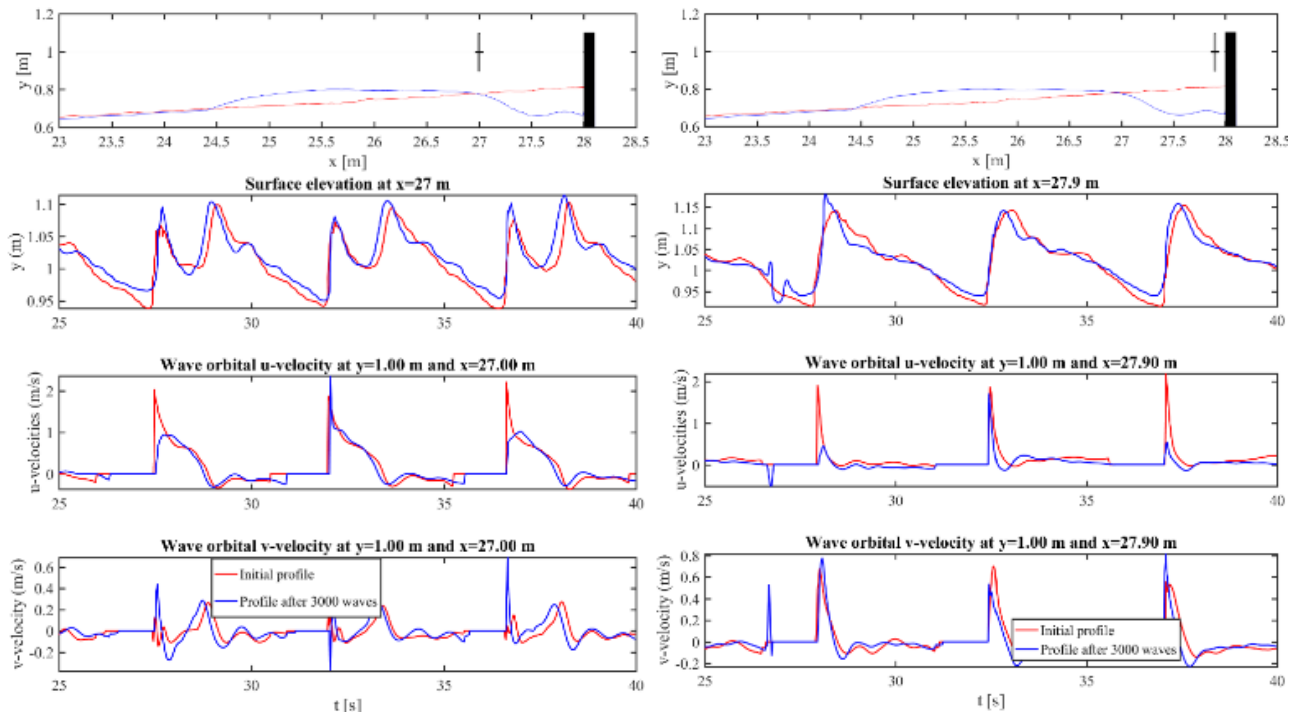 1.2
1
0.8
0.6
y [m]
23 23.5 24 24.5 25 25.5 26 26.5 27 27.5 28 28.5
x [m]
Surface elevation at x=27 m
1.1
1.05
1
0.95
y (m)
25 30 35 40
Wave orbital u-velocity at y=1.00 m and x=27.00 m
2
1
0
u-velocities (m/s)
25 30 35 40
Wave orbital v-velocity at y=1.00 m and x=27.00 m
0.6
0.4
0.2
0
-0.2
v-velocity (m/s)
Initial profile
Profile after 3000 waves
25 30 35 40
t [s]
1.2
1
0.8
0.6
y [m]
23 23.5 24 24.5 25 25.5 26 26.5 27 27.5 28 28.5
x [m]
Surface elevation at x=27.9 m
1.15
1.1
1.05
1
0.95
y (m)
25 30 35 40
Wave orbital u-velocity at y=1.00 m and x=27.90 m
2
1
0
u-velocities (m/s)
25 30 35 40
Wave orbital v-velocity at y=1.00 m and x=27.90 m
0.8
0.6
0.4
0.2
0
-0.2
v-velocity (m/s)
Initial profile
Profile after 3000 waves
25 30 35 40
t [s]